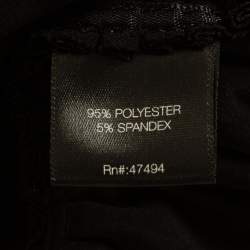 95% POLYESTER
5% SPANDEX
Rn#:47494